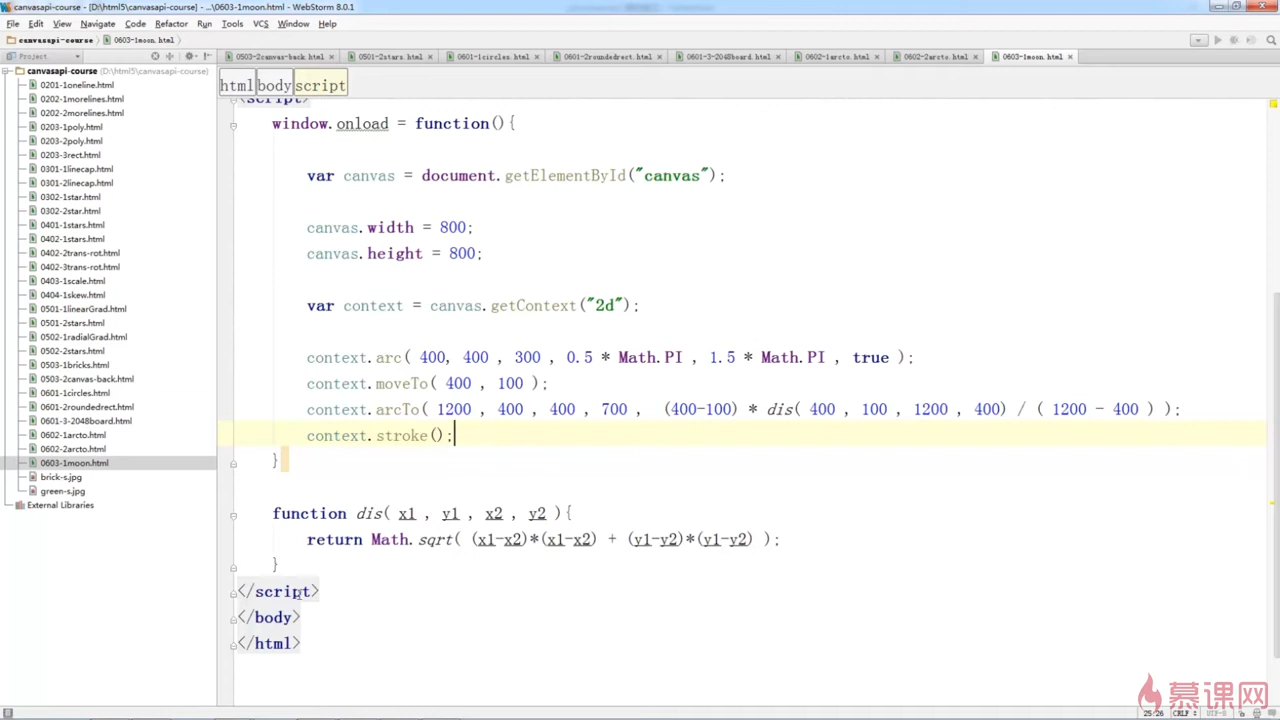 canvasapi-course - [D:\html5\canvasapi-course] - ...\0603-1moon.html - WebStorm 8.0.1
File Edit View Navigate Code Refactor Run Tools VCS Window Help
canvasapi-course 0603-1moon.html
Project
0503-2canvas-back.html 0501-2stars.html 0601-1circles.html 0601-2roundedrect.html 0601-3-2048board.html 0602-1arcto.html 0602-2arcto.html 0603-1moon.html
canvasapi-course (D:\html5\canvasapi-course)
0201-1oneline.html
0202-1morelines.html
0202-2morelines.html
0203-1poly.html
0203-2poly.html
0203-3rect.html
0301-1linecap.html
0301-2linecap.html
0302-1star.html
0302-2star.html
0401-1stars.html
0402-1stars.html
0402-2trans-rot.html
0402-3trans-rot.html
0403-1scale.html
0404-1skew.html
0501-1linearGrad.html
0501-2stars.html
0502-1radialGrad.html
0502-2stars.html
0503-1bricks.html
0503-2canvas-back.html
0601-1circles.html
0601-2roundedrect.html
0601-3-2048board.html
0602-1arcto.html
0602-2arcto.html
0603-1moon.html
brick-s.jpg
green-s.jpg
External Libraries
html body script
<script>
window.onload = function(){
var canvas = document.getElementById("canvas");
canvas.width = 800;
canvas.height = 800;
var context = canvas.getContext("2d");
context.arc( 400, 400 , 300 , 0.5 * Math.PI , 1.5 * Math.PI , true );
context.moveTo( 400 , 100 );
context.arcTo( 1200 , 400 , 400 , 700 , (400-100) * dis( 400 , 100 , 1200 , 400) / ( 1200 - 400 ) );
context.stroke();
}
function dis( x1 , y1 , x2 , y2 ){
return Math.sqrt( (x1-x2)*(x1-x2) + (y1-y2)*(y1-y2) );
}
</script>
</body>
</html>
慕课网
25:26 CRLF UTF-8